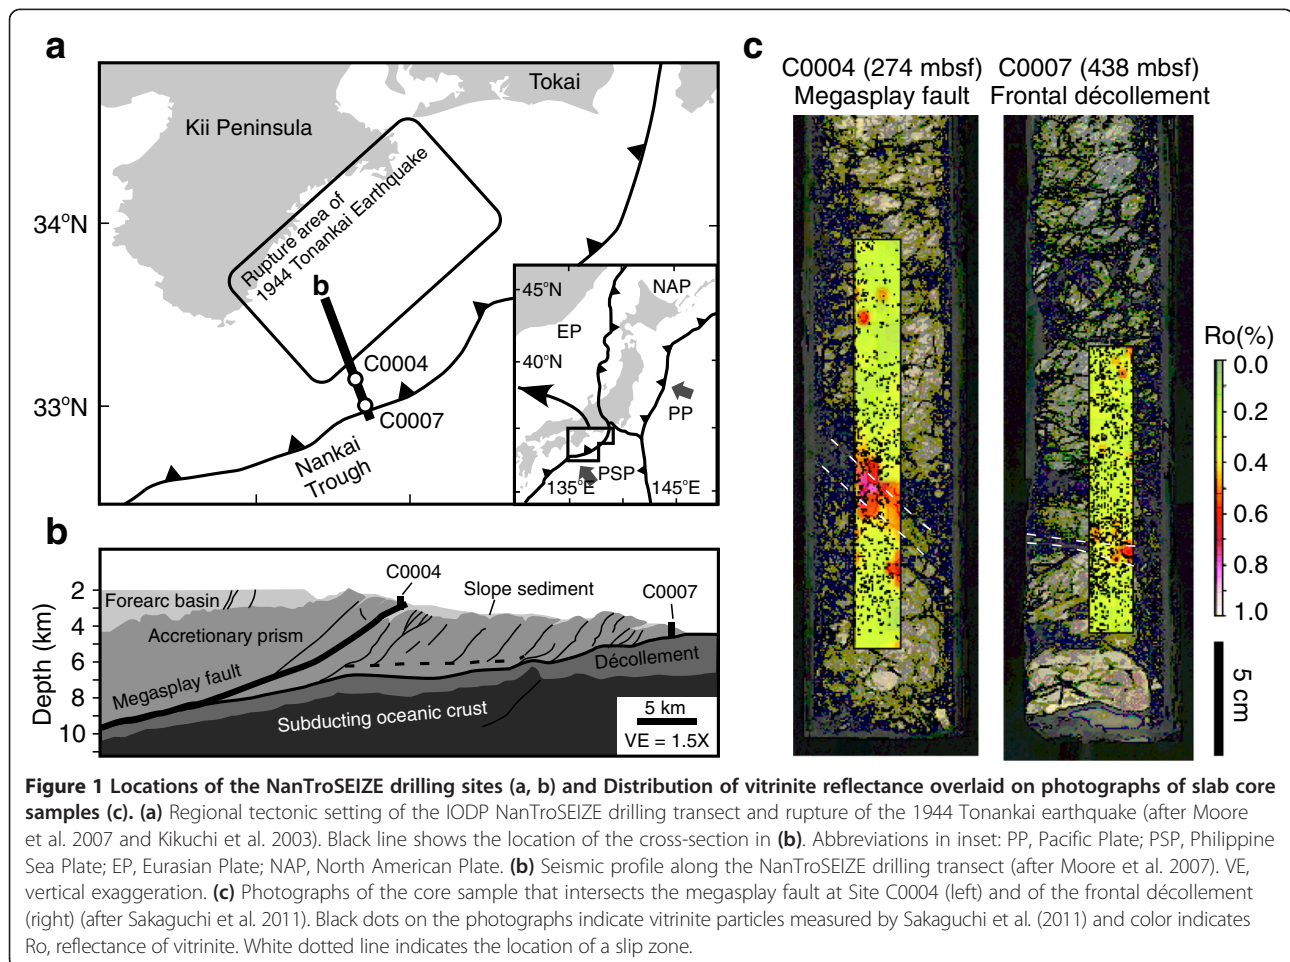 a
Tokai
Kii Peninsula
34°N
Rupture area of
1944 Tonankai Earthquake
b
C0004
33°N
C0007
Nankai
Trough
45°N
NAP
EP
40°N
PP
PSP
135°E
145°E
b
C0004
Slope sediment
C0007
2
Forearc basin
4
Accretionary prism
6
Décollement
Megasplay fault
8
5 km
Subducting oceanic crust
10
VE = 1.5X
Depth (km)
c
C0004 (274 mbsf)
Megasplay fault
C0007 (438 mbsf)
Frontal décollement
Ro(%)
0.0
0.2
0.4
0.6
0.8
1.0
5 cm
Figure 1 Locations of the NanTroSEIZE drilling sites (a, b) and Distribution of vitrinite reflectance overlaid on photographs of slab core
samples (c). (a) Regional tectonic setting of the IODP NanTroSEIZE drilling transect and rupture of the 1944 Tonankai earthquake (after Moore
et al. 2007 and Kikuchi et al. 2003). Black line shows the location of the cross-section in (b). Abbreviations in inset: PP, Pacific Plate; PSP, Philippine
Sea Plate; EP, Eurasian Plate; NAP, North American Plate. (b) Seismic profile along the NanTroSEIZE drilling transect (after Moore et al. 2007). VE,
vertical exaggeration. (c) Photographs of the core sample that intersects the megasplay fault at Site C0004 (left) and of the frontal décollement
(right) (after Sakaguchi et al. 2011). Black dots on the photographs indicate vitrinite particles measured by Sakaguchi et al. (2011) and color indicates
Ro, reflectance of vitrinite. White dotted line indicates the location of a slip zone.